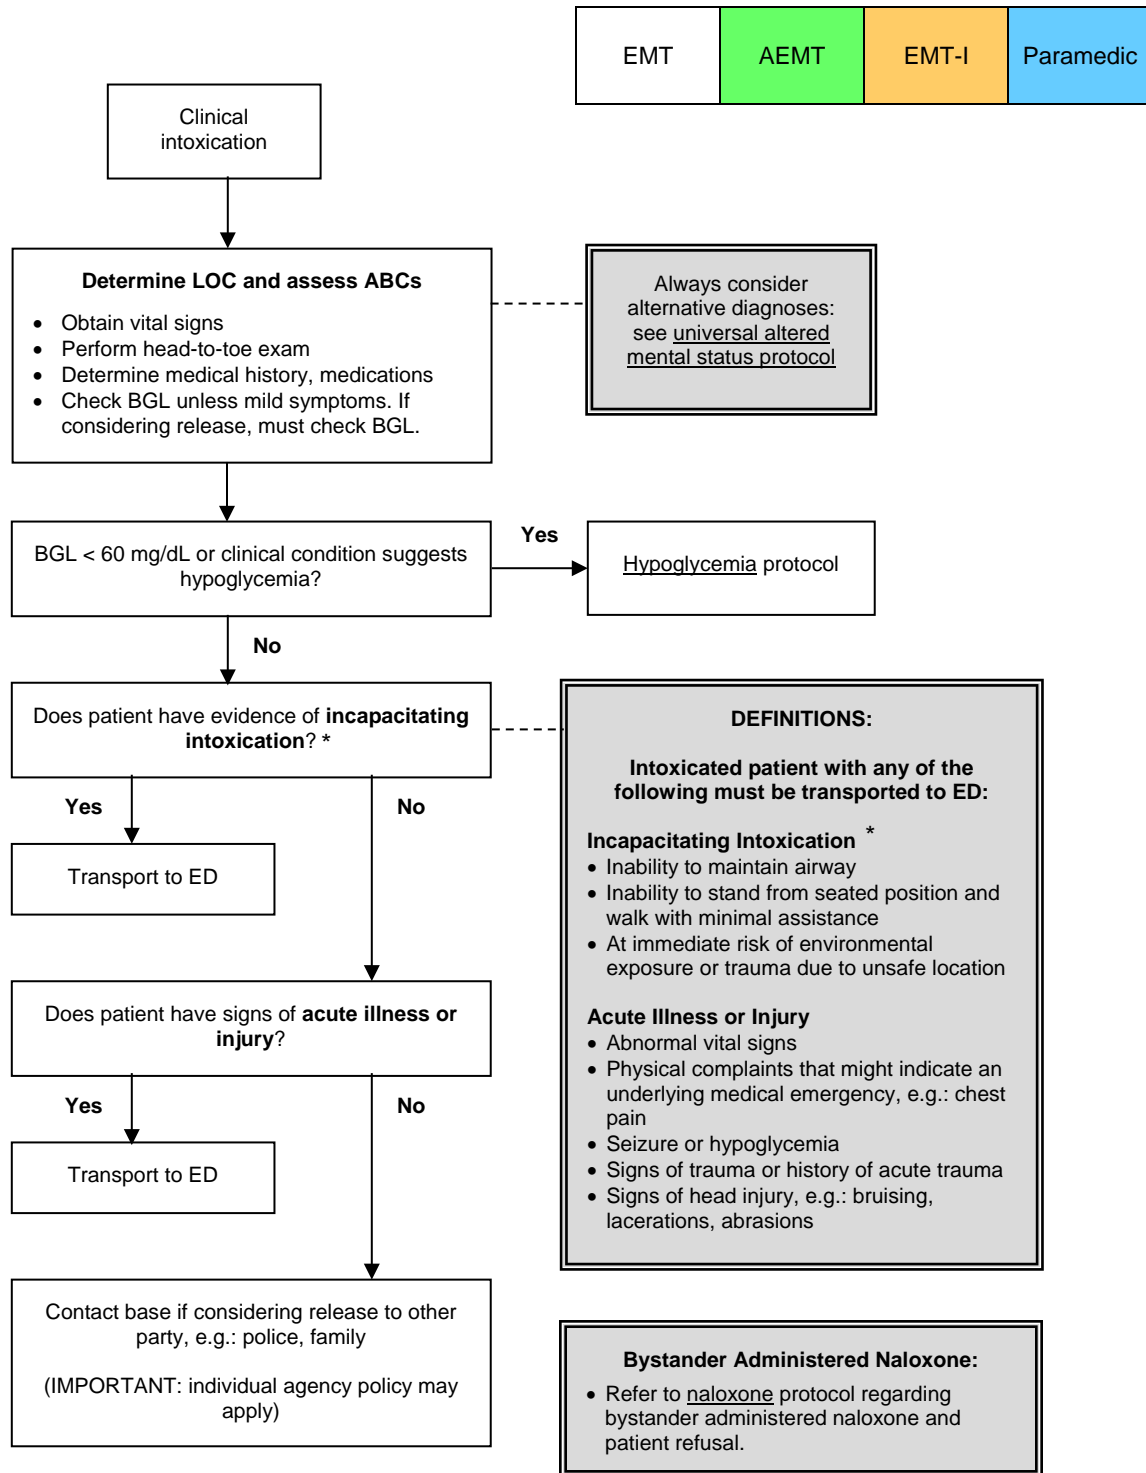 EMT
AEMT
EMT-I
Paramedic
Clinical
intoxication
Determine LOC and assess ABCs
• Obtain vital signs
• Perform head-to-toe exam
• Determine medical history, medications
• Check BGL unless mild symptoms. If
considering release, must check BGL.
Always consider
alternative diagnoses:
see universal altered
mental status protocol
BGL < 60 mg/dL or clinical condition suggests
hypoglycemia?
Yes
Hypoglycemia protocol
No
Does patient have evidence of incapacitating
intoxication? *
Yes
No
Transport to ED
Does patient have signs of acute illness or
injury?
Yes
No
Transport to ED
Contact base if considering release to other
party, e.g.: police, family
(IMPORTANT: individual agency policy may
apply)
DEFINITIONS:
Intoxicated patient with any of the
following must be transported to ED:
Incapacitating Intoxication *
• Inability to maintain airway
• Inability to stand from seated position and
walk with minimal assistance
• At immediate risk of environmental
exposure or trauma due to unsafe location
Acute Illness or Injury
• Abnormal vital signs
• Physical complaints that might indicate an
underlying medical emergency, e.g.: chest
pain
• Seizure or hypoglycemia
• Signs of trauma or history of acute trauma
• Signs of head injury, e.g.: bruising,
lacerations, abrasions
Bystander Administered Naloxone:
• Refer to naloxone protocol regarding
bystander administered naloxone and
patient refusal.